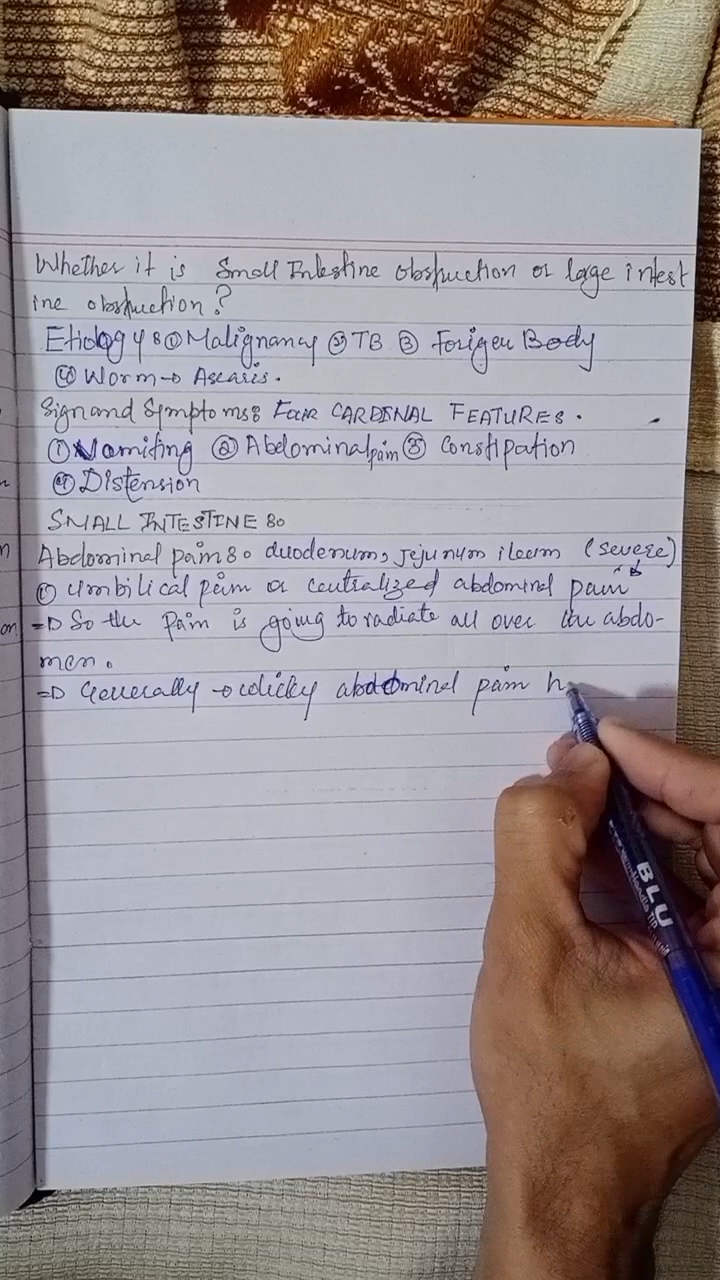 Whether it is Small Intestine obstruction or large intest
ine obstruction?
Etiology: ① Malignancy ② TB ③ Forigen Body
④ Worm → Ascaris.
Sign and Symptoms: FOUR CARDINAL FEATURES.
① Vomiting ② Abdominal pain ③ Constipation
④ Distension
SMALL INTESTINE:
Abdominal pain: duodenum, jejunum ileum (severe)
① Umbilical pain or centralized abdominal pain
⇒ So the Pain is going to radiate all over the abdo-
men.
⇒ Generally → colicky abdominal pain h
on
BLU